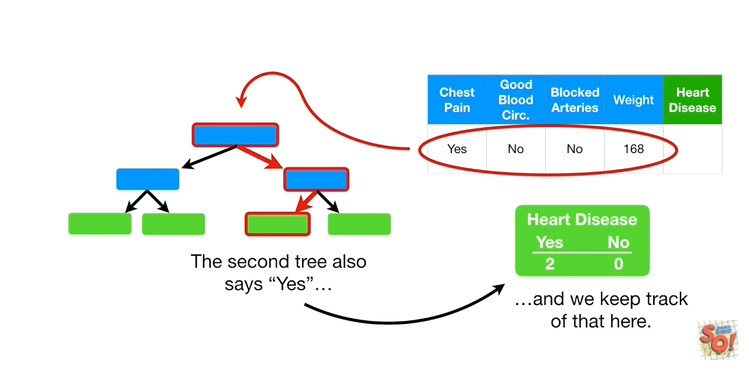 Chest Pain
Good Blood Circ.
Blocked Arteries
Weight
Heart Disease
Yes
No
No
168
Heart Disease
Yes No
2 0
The second tree also
says “Yes”…
…and we keep track
of that here.
SQ!